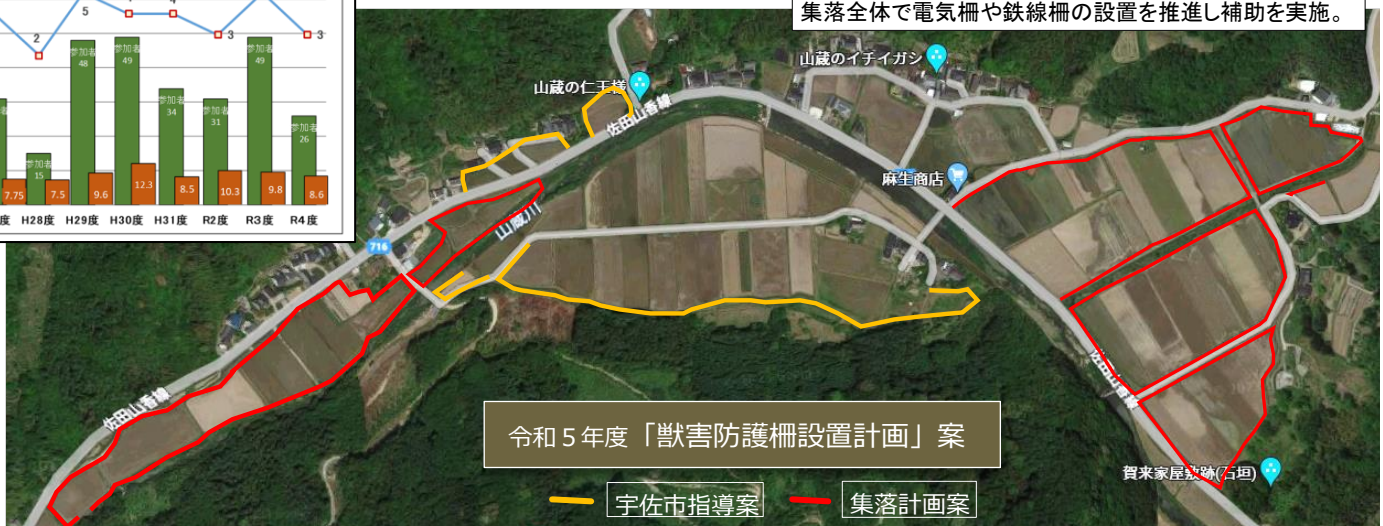 集落全体で電気柵や鉄線柵の設置を推進し補助を実施。
2
5
4
4
3
3
参加者
48
参加者
49
参加者
34
参加者
31
参加者
49
参加者
26
参加者
15
7.75
7.5
9.6
12.3
8.5
10.3
9.8
8.6
度
H28度
H29度
H30度
H31度
R2度
R3度
R4度
山蔵のイチイガシ
山蔵の仁王様
佐田山香線
麻生商店
山蔵川
716
佐田山香線
佐田山香線
賀来家屋敷跡(石垣)
令和5年度「獣害防護柵設置計画」案
宇佐市指導案
集落計画案